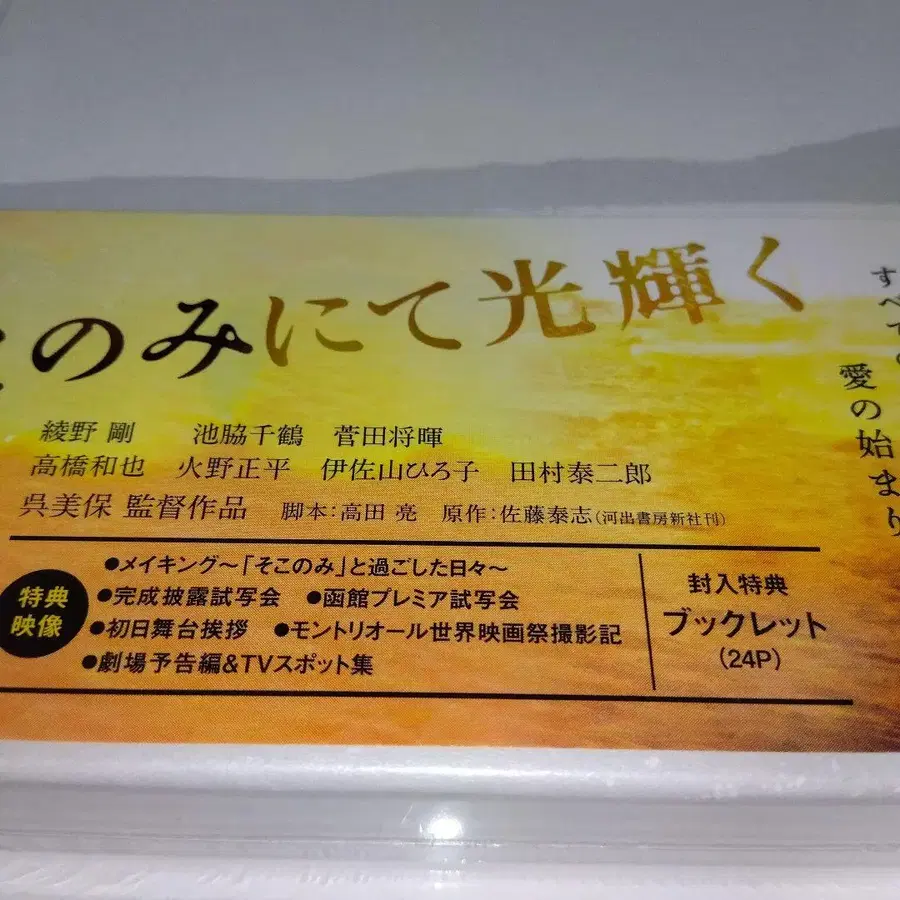 のみにて光輝く
すべての
愛の始まり
綾野 剛 池脇千鶴 菅田将暉
高橋和也 火野正平 伊佐山ひろ子 田村泰二郎
呉美保 監督作品 脚本:高田 亮 原作:佐藤泰志(河出書房新社刊)
特典
映像
●メイキング〜「そこのみ」と過ごした日々〜
●完成披露試写会 ●函館プレミア試写会
●初日舞台挨拶 ●モントリオール世界映画祭撮影記
●劇場予告編&TVスポット集
封入特典
ブックレット
(24P)